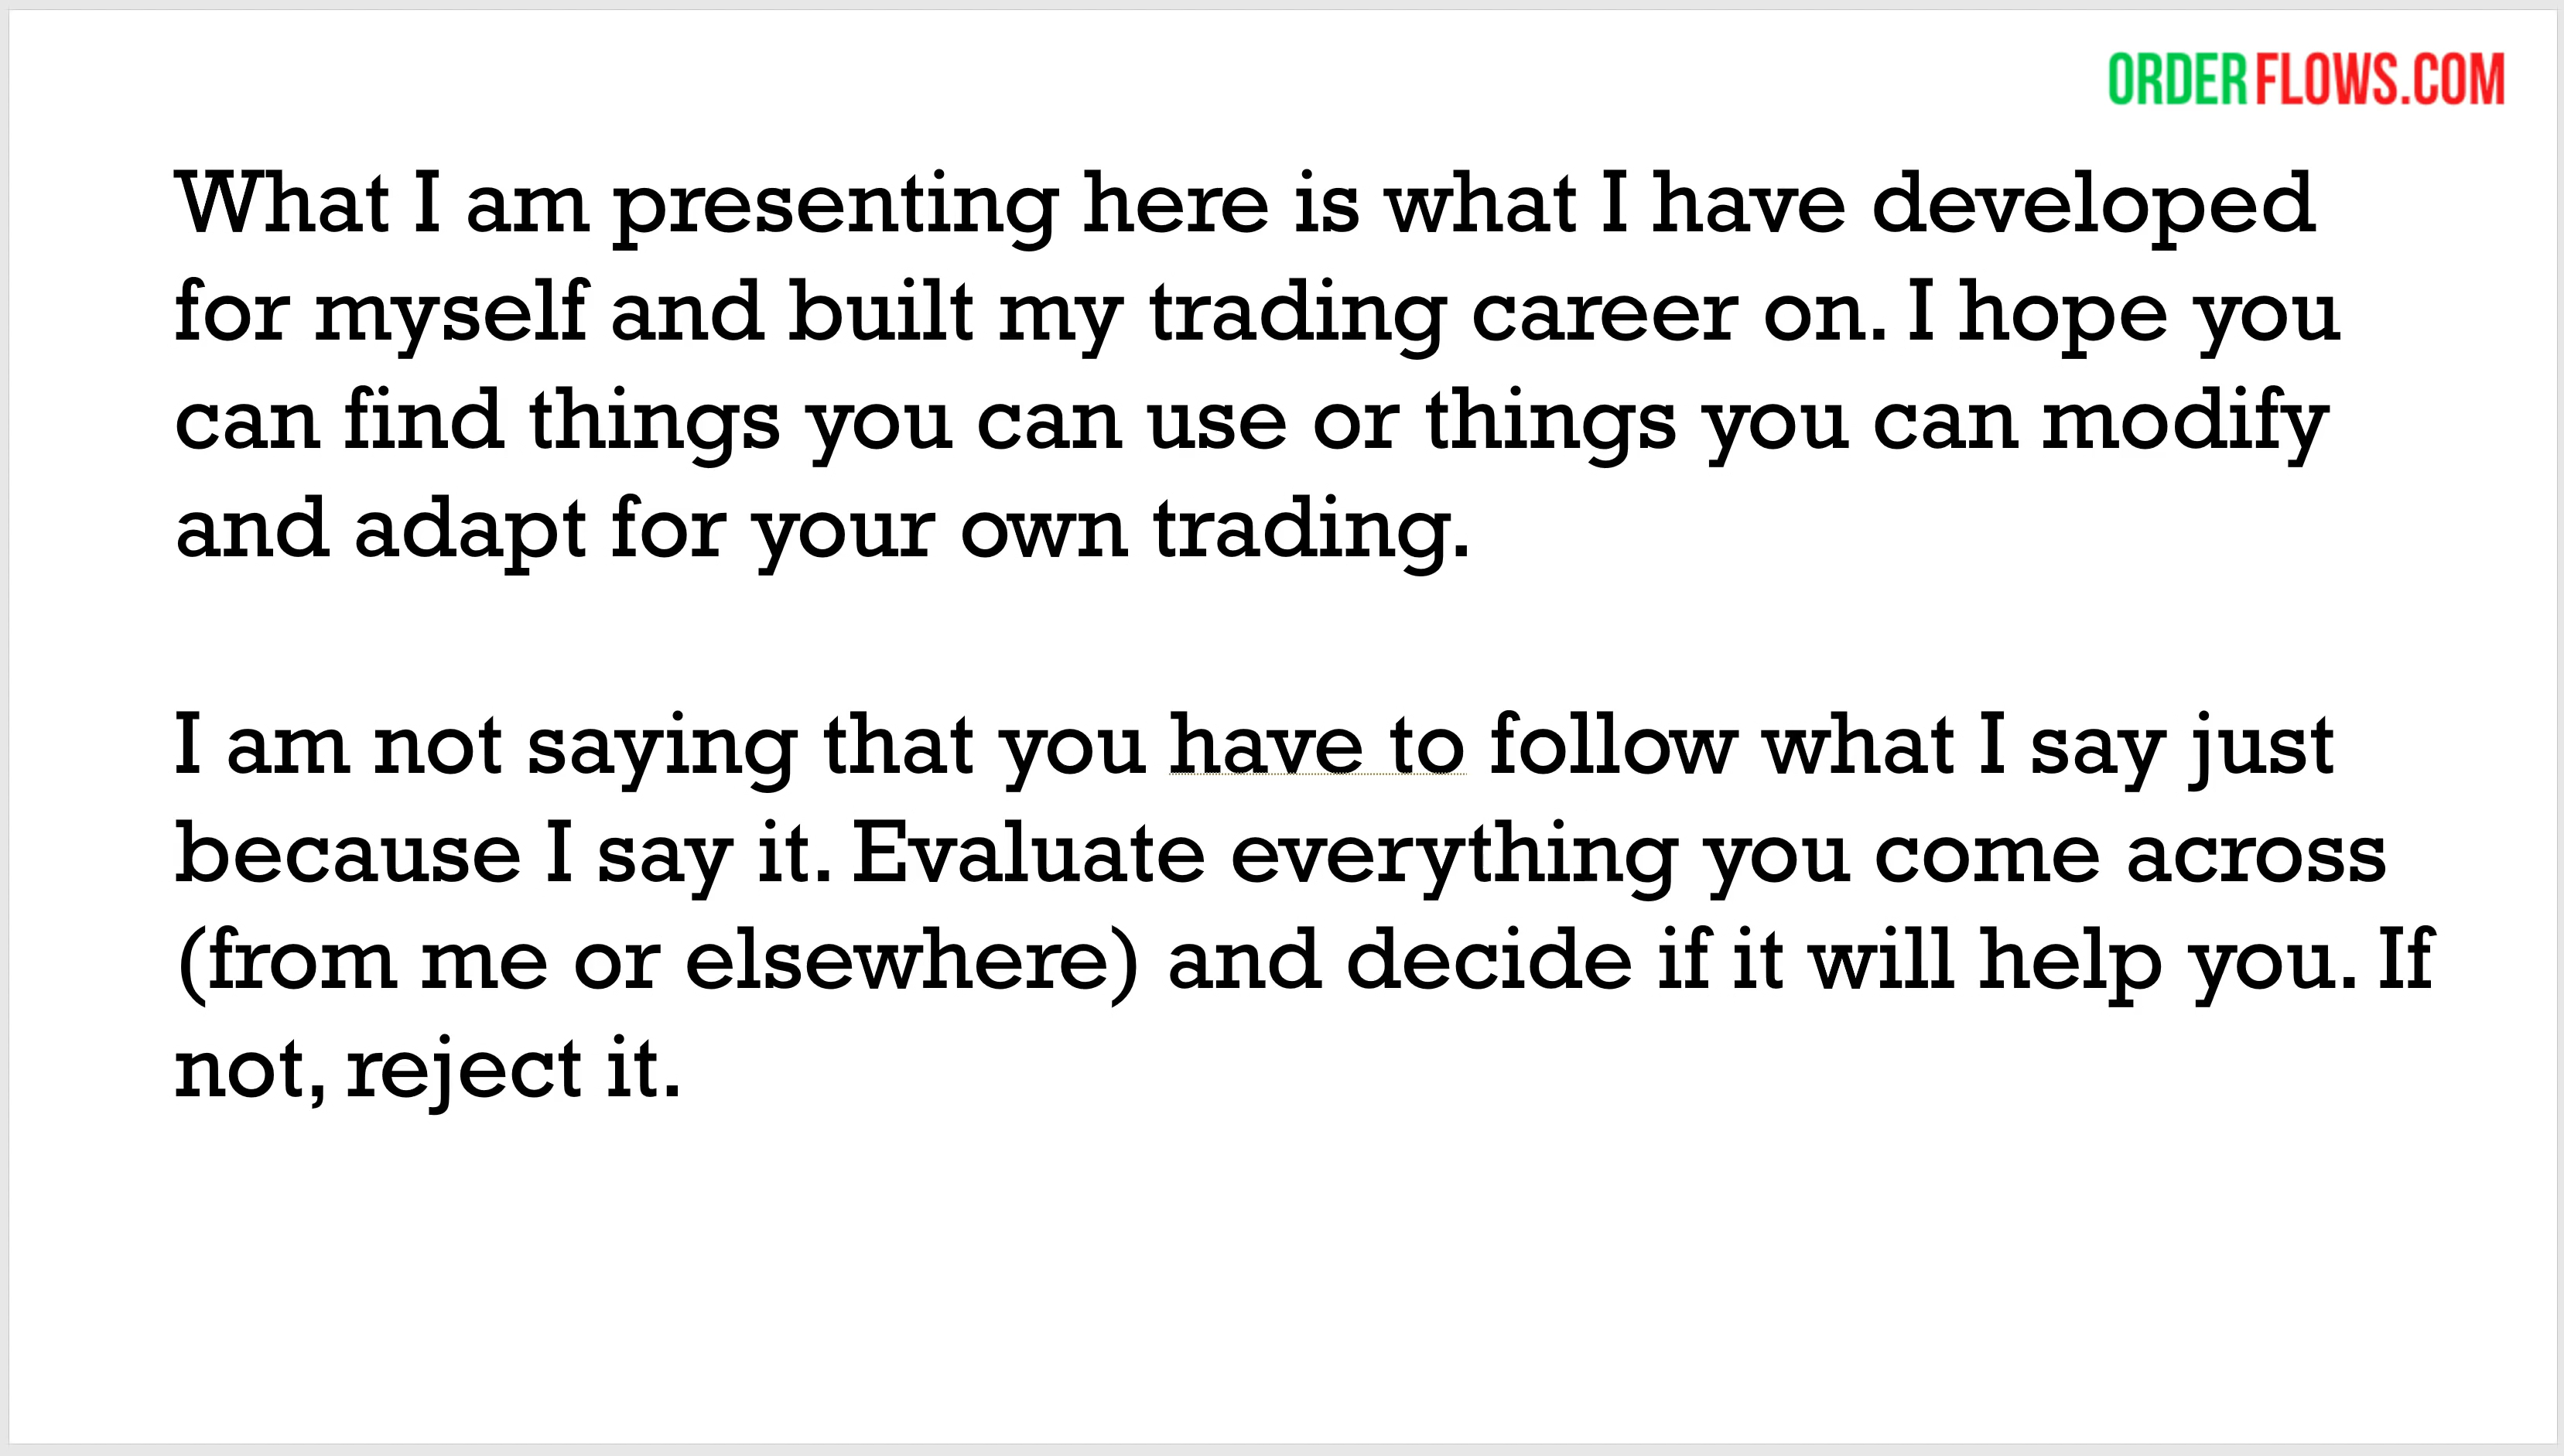 ORDERFLOWS.COM
What I am presenting here is what I have developed
for myself and built my trading career on. I hope you
can find things you can use or things you can modify
and adapt for your own trading.
I am not saying that you have to follow what I say just
because I say it. Evaluate everything you come across
(from me or elsewhere) and decide if it will help you. If
not, reject it.